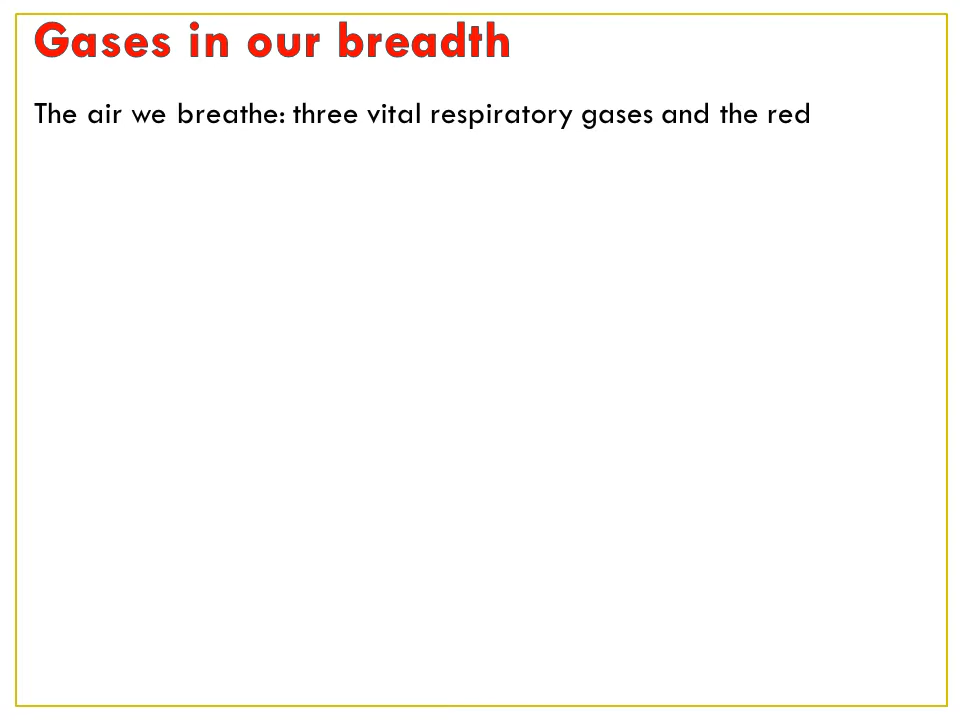 Gases in our breadth
The air we breathe: three vital respiratory gases and the red